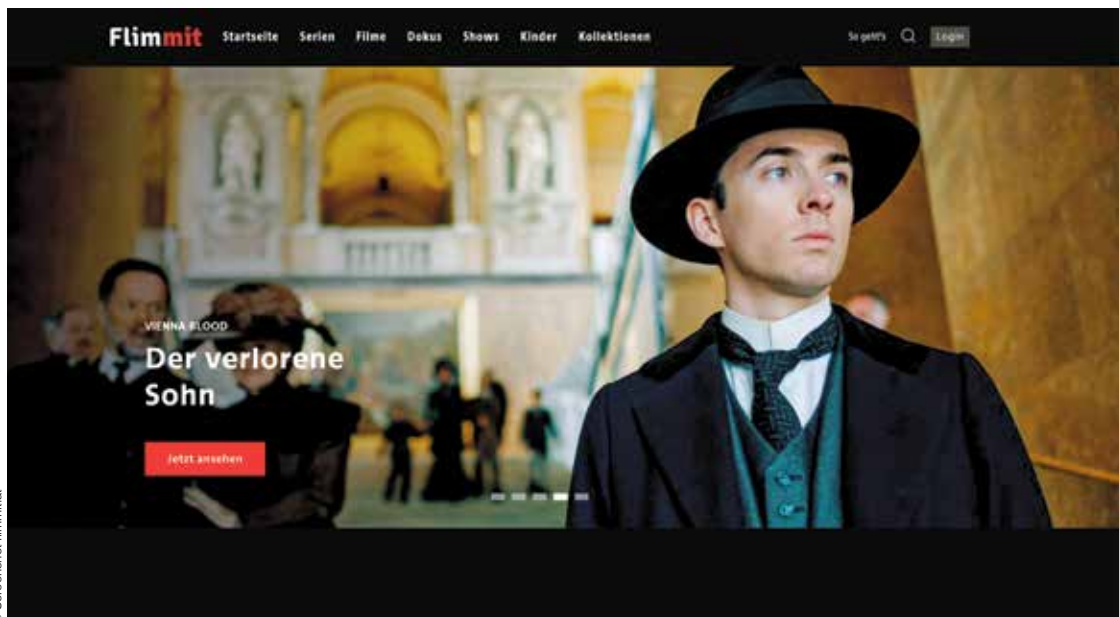 Flimmit Startseite Serien Filme Dokus Shows Kinder Kollektionen So geht's Login
VIENNA BLOOD
Der verlorene
Sohn
Jetzt ansehen